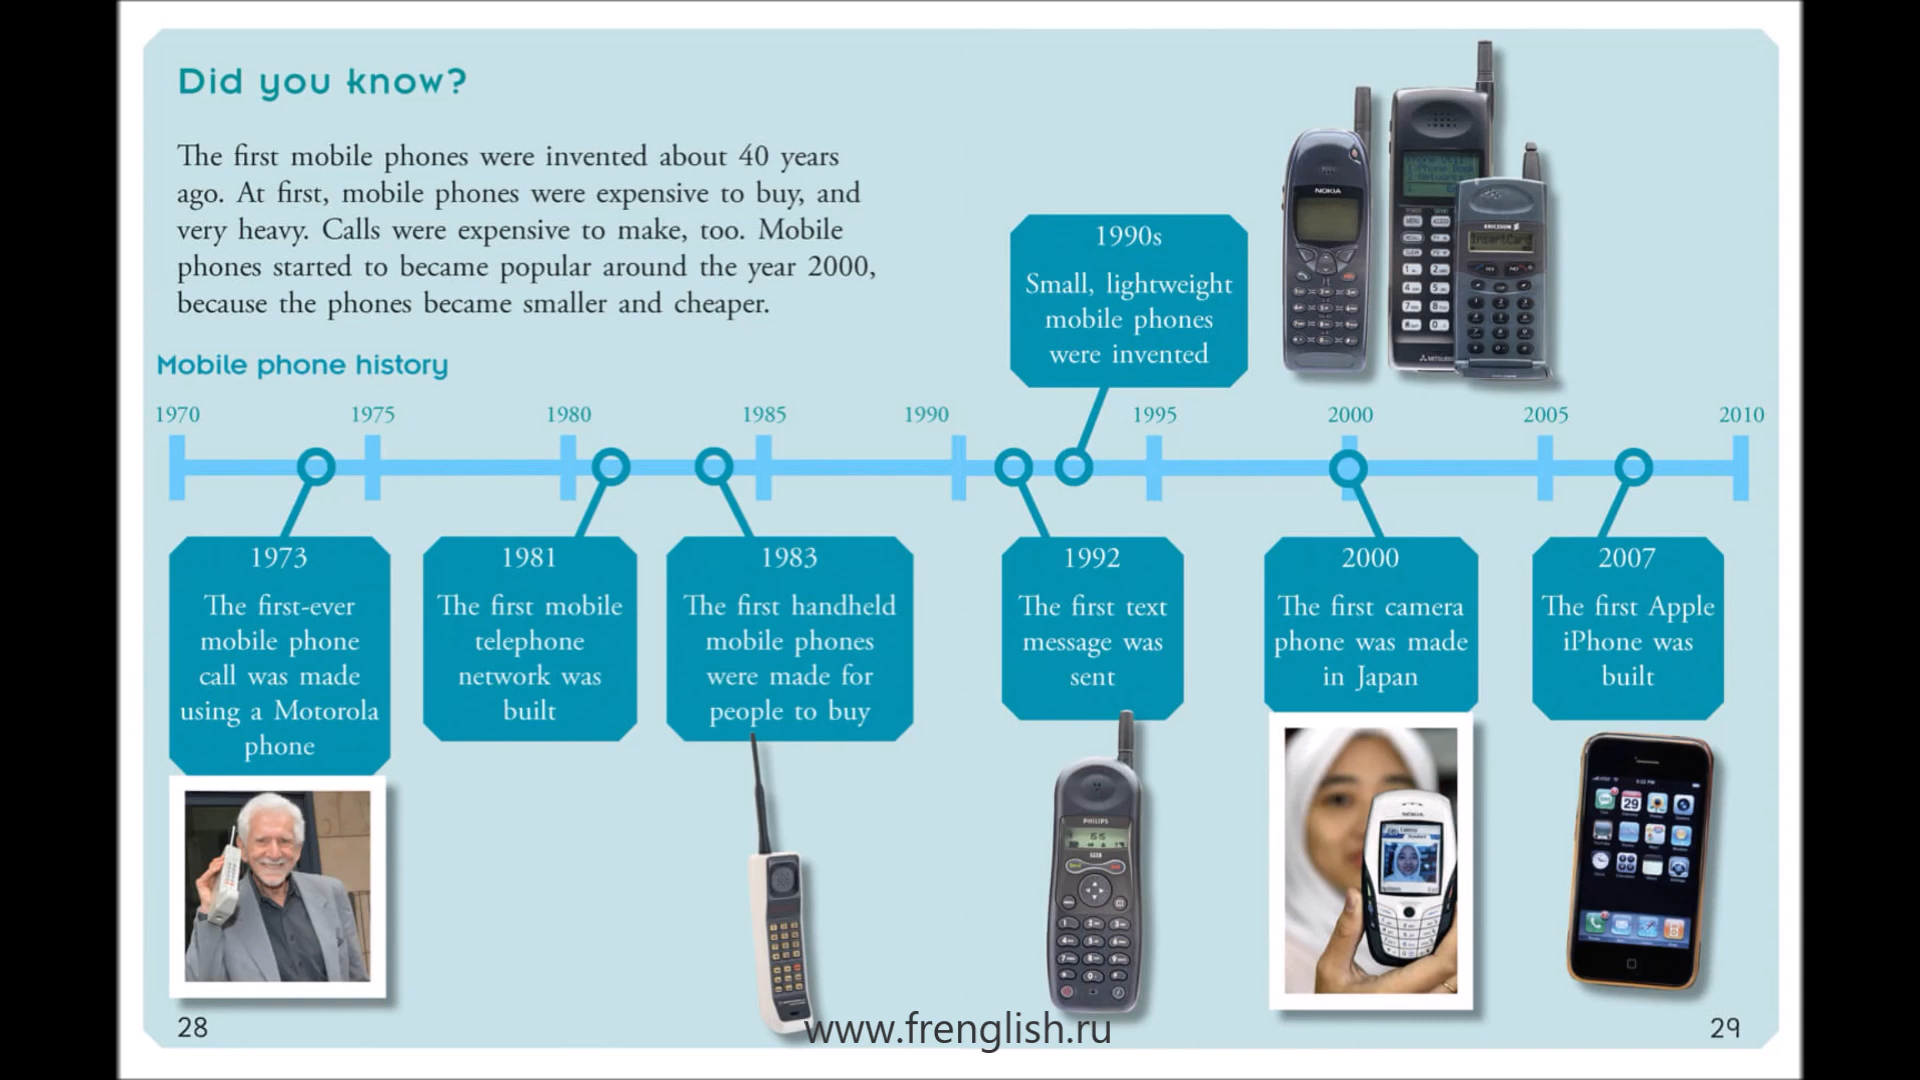 Did you know?
The first mobile phones were invented about 40 years
ago. At first, mobile phones were expensive to buy, and
very heavy. Calls were expensive to make, too. Mobile
phones started to became popular around the year 2000,
because the phones became smaller and cheaper.
Mobile phone history
1990s
Small, lightweight
mobile phones
were invented
NOKIA
ERICSSON
1970 1975 1980 1985 1990 1995 2000 2005 2010
1973
The first-ever
mobile phone
call was made
using a Motorola
phone
1981
The first mobile
telephone
network was
built
1983
The first handheld
mobile phones
were made for
people to buy
1992
The first text
message was
sent
PHILIPS
2000
The first camera
phone was made
in Japan
NOKIA
2007
The first Apple
iPhone was
built
28
www.frenglish.ru
29